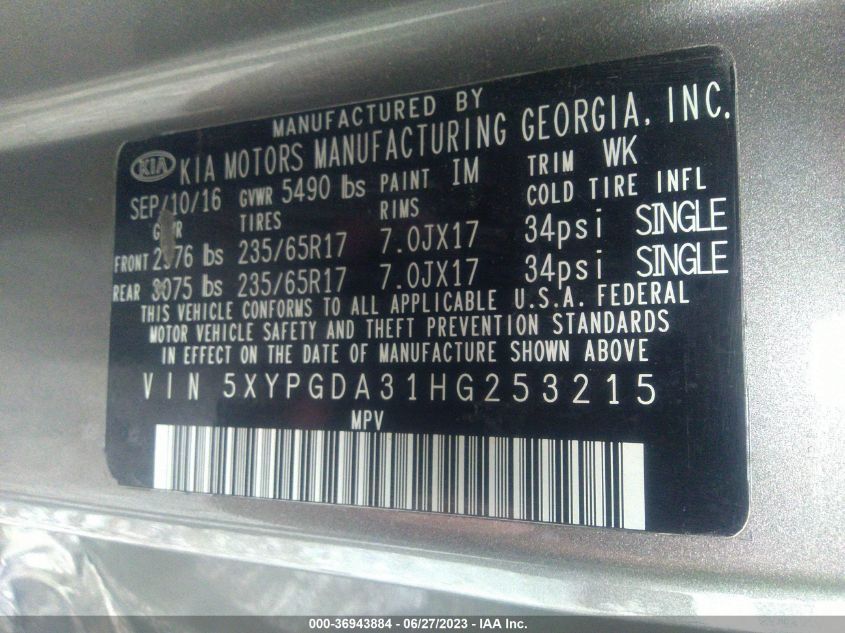 MANUFACTURED BY
KIA KIA MOTORS MANUFACTURING GEORGIA, INC.
SEP/10/16 GVWR 5490 lbs PAINT IM TRIM WK
TIRES RIMS COLD TIRE INFL
FRONT lbs 235/65R17 7.0JX17 34psi SINGLE
REAR 3075 lbs 235/65R17 7.0JX17 34psi SINGLE
THIS VEHICLE CONFORMS TO ALL APPLICABLE U.S.A. FEDERAL
MOTOR VEHICLE SAFETY AND THEFT PREVENTION STANDARDS
IN EFFECT ON THE DATE OF MANUFACTURE SHOWN ABOVE
VIN 5XYPGDA31HG253215
MPV
000-36943884 / 06/27/2023 - IAA Inc.